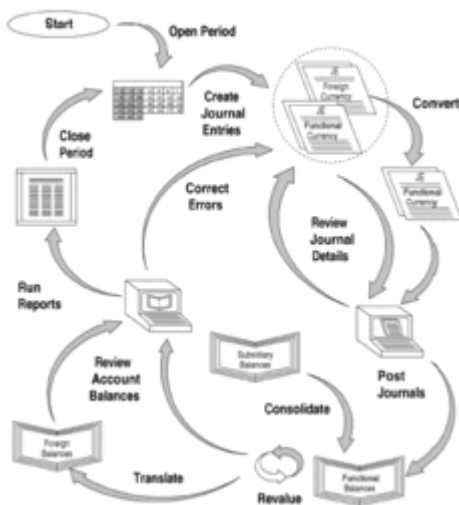 Start
Open Period
Create
Journal
Entries
JE
Foreign
Currency
JE
Functional
Currency
Convert
JE
Functional
Currency
Close
Period
Correct
Errors
Review
Journal
Details
Run
Reports
Review
Account
Balances
Subsidiary
Balances
Post
Journals
Consolidate
Foreign
Balances
Translate
Revalue
Functional
Balances